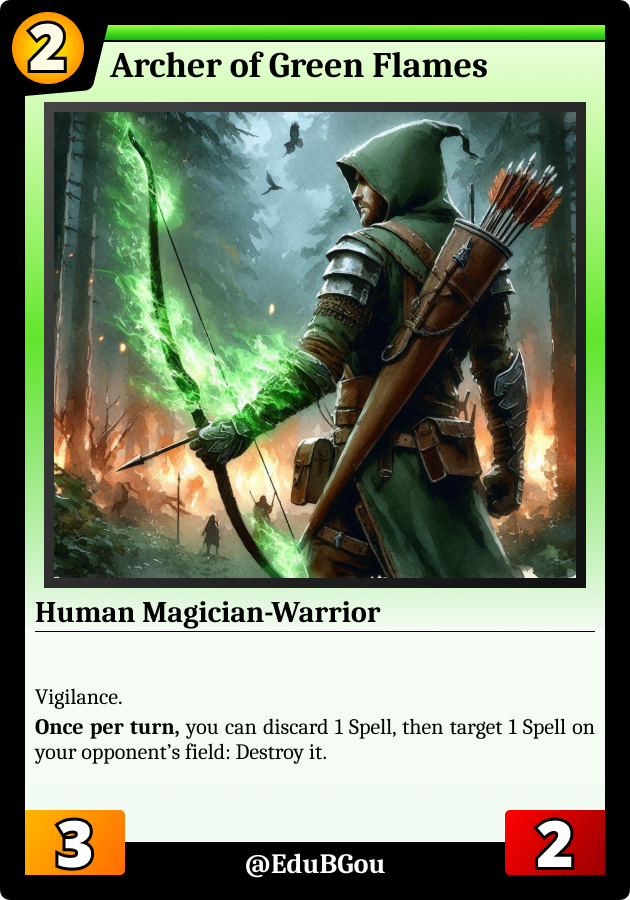 2
Archer of Green Flames
Human Magician-Warrior
Vigilance.
Once per turn, you can discard 1 Spell, then target 1 Spell on
your opponent’s field: Destroy it.
3
@EduBGou
2